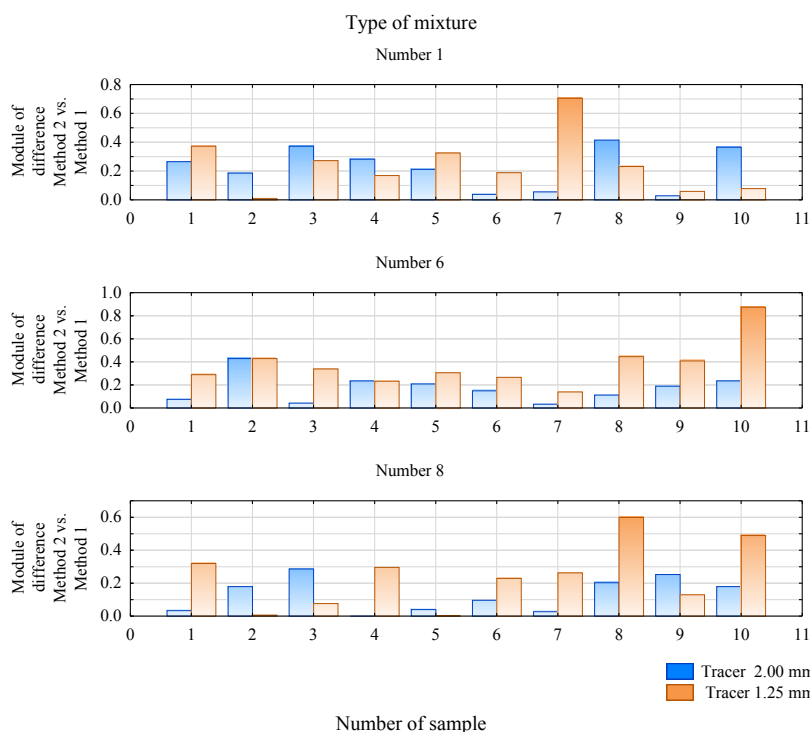 Type of mixture
Number 1
Module of
difference
Method 2 vs.
Method 1
0.8
0.6
0.4
0.2
0.0
0 1 2 3 4 5 6 7 8 9 10 11
Number 6
Module of
difference
Method 2 vs.
Method 1
1.0
0.8
0.6
0.4
0.2
0.0
0 1 2 3 4 5 6 7 8 9 10 11
Number 8
Module of
difference
Method 2 vs.
Method 1
0.6
0.4
0.2
0.0
0 1 2 3 4 5 6 7 8 9 10 11
Tracer 2.00 mm
Tracer 1.25 mm
Number of sample